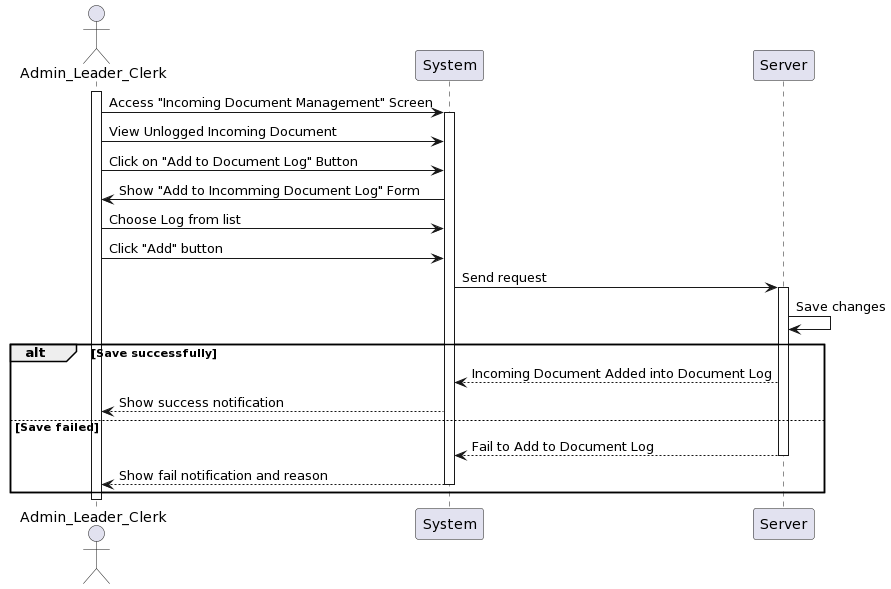 Admin_Leader_Clerk
System
Server
Access "Incoming Document Management" Screen
View Unlogged Incoming Document
Click on "Add to Document Log" Button
Show "Add to Incomming Document Log" Form
Choose Log from list
Click "Add" button
Send request
Save changes
alt
[Save successfully]
Incoming Document Added into Document Log
Show success notification
[Save failed]
Fail to Add to Document Log
Show fail notification and reason
Admin_Leader_Clerk
System
Server